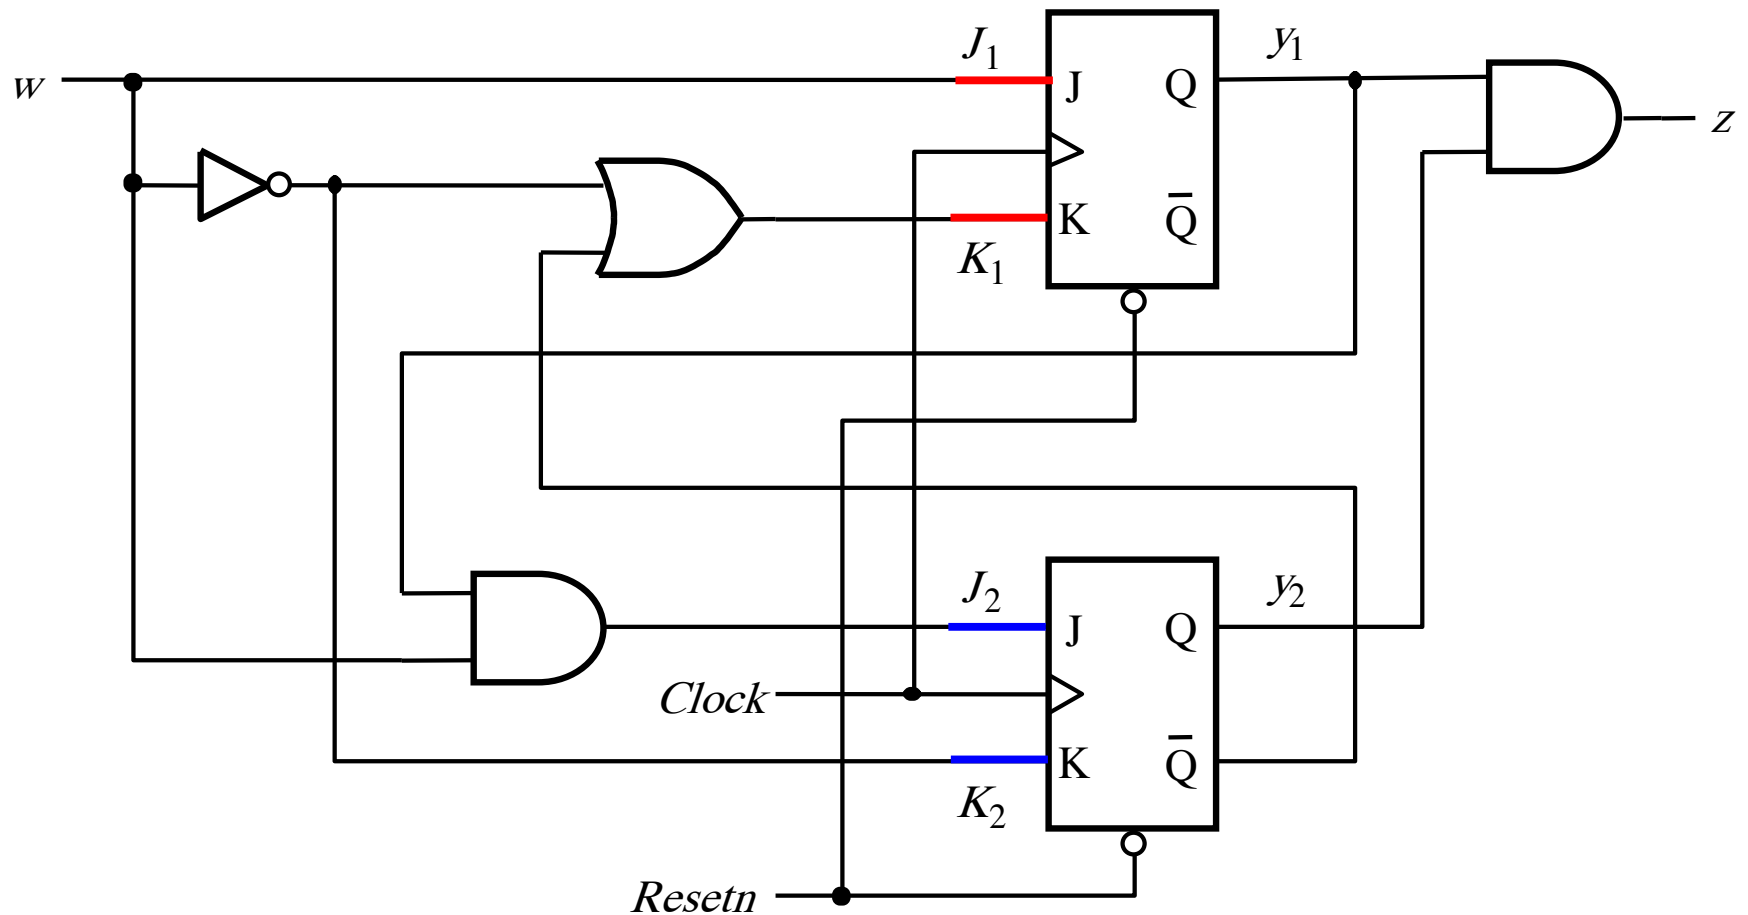 J₁
y₁
w
J
Q
z
K
Q̅
K₁
J₂
y₂
J
Q
Clock
K
Q̅
K₂
Resetn